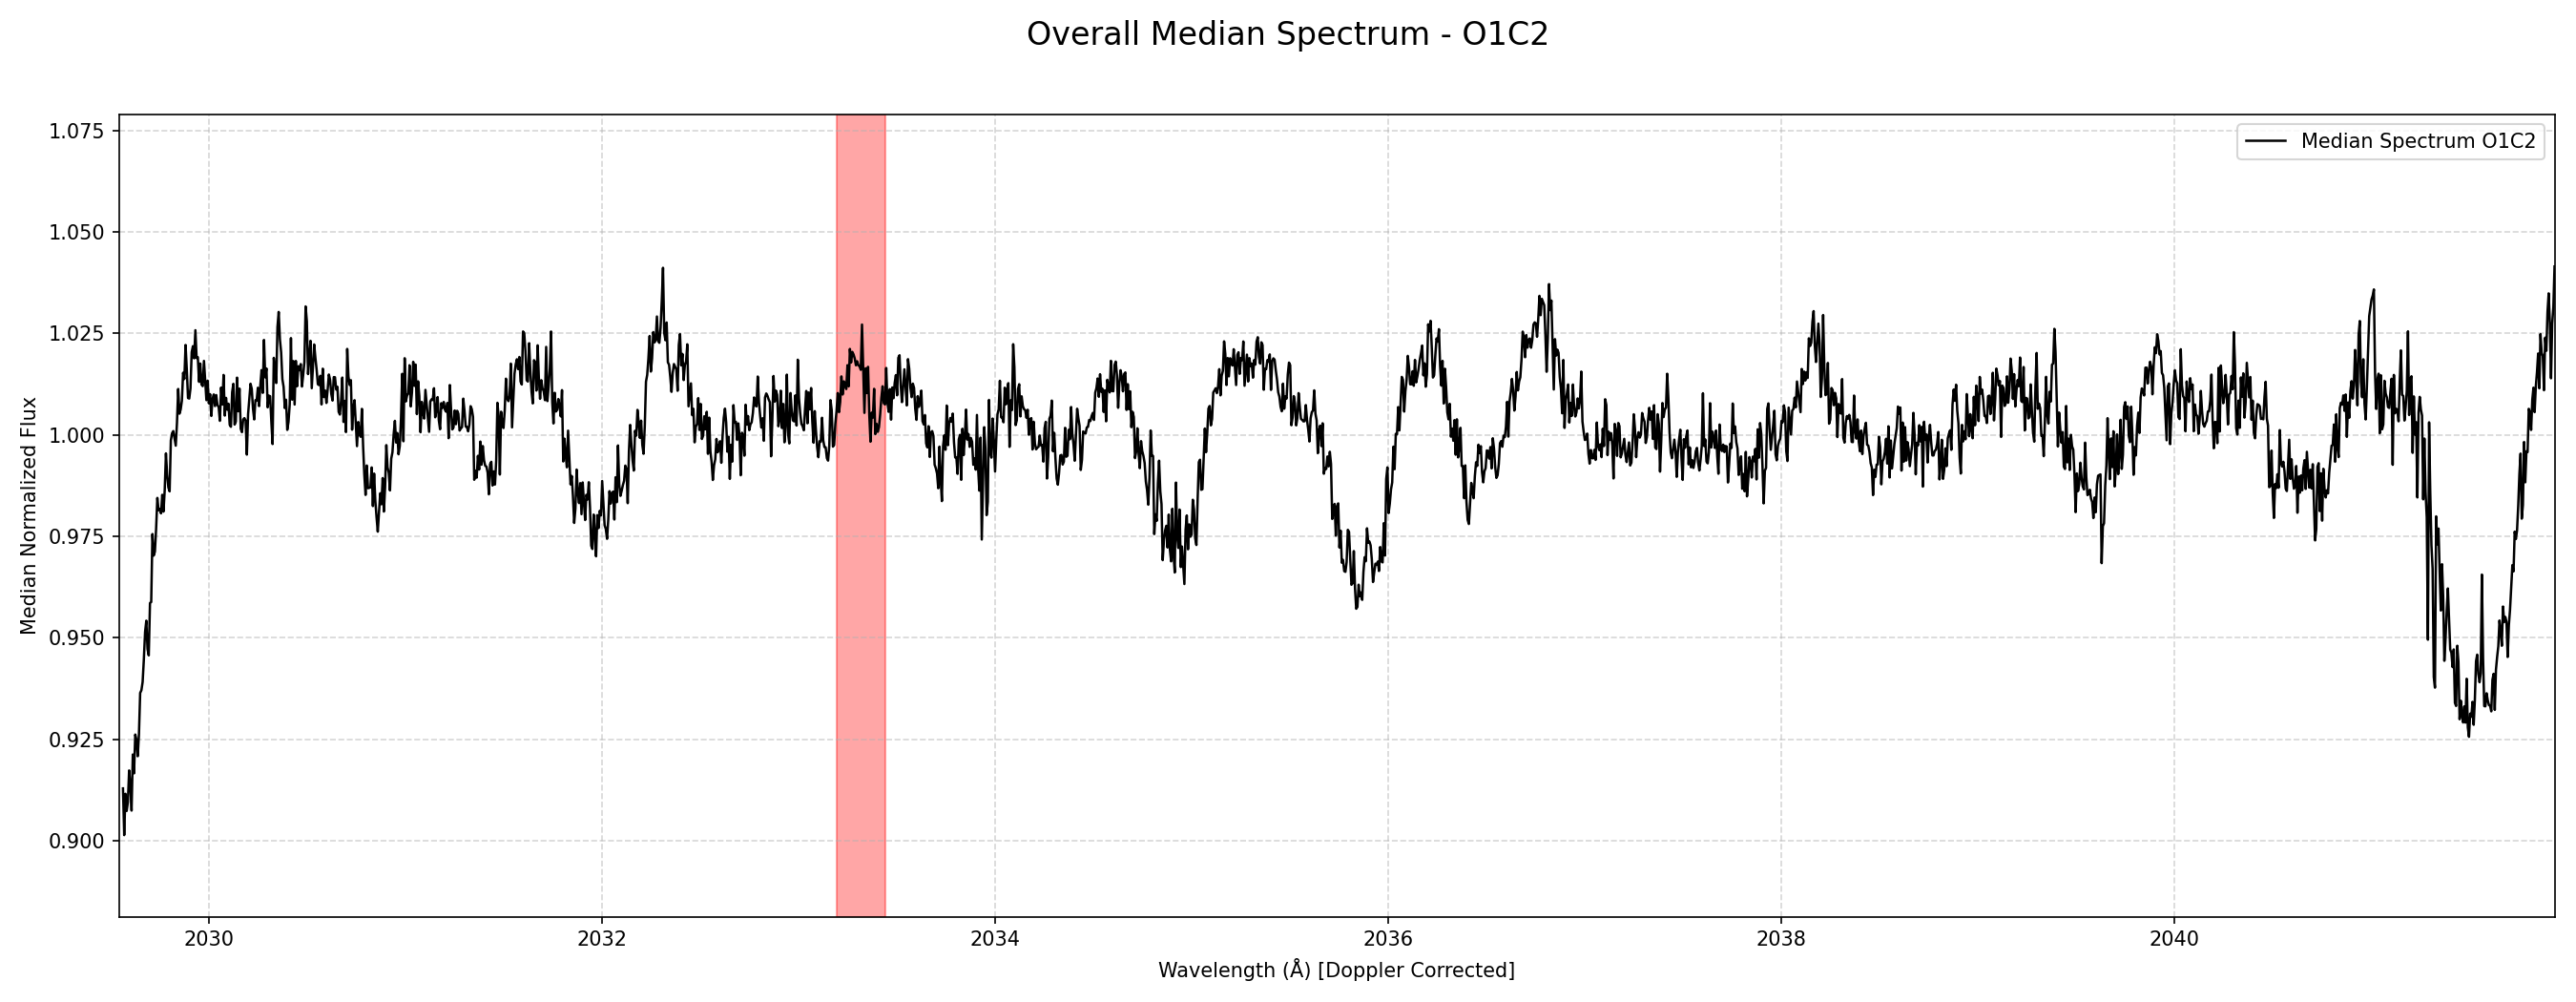 Overall Median Spectrum - O1C2
Median Spectrum O1C2
Median Normalized Flux
1.075
1.050
1.025
1.000
0.975
0.950
0.925
0.900
2030 2032 2034 2036 2038 2040
Wavelength (Å) [Doppler Corrected]